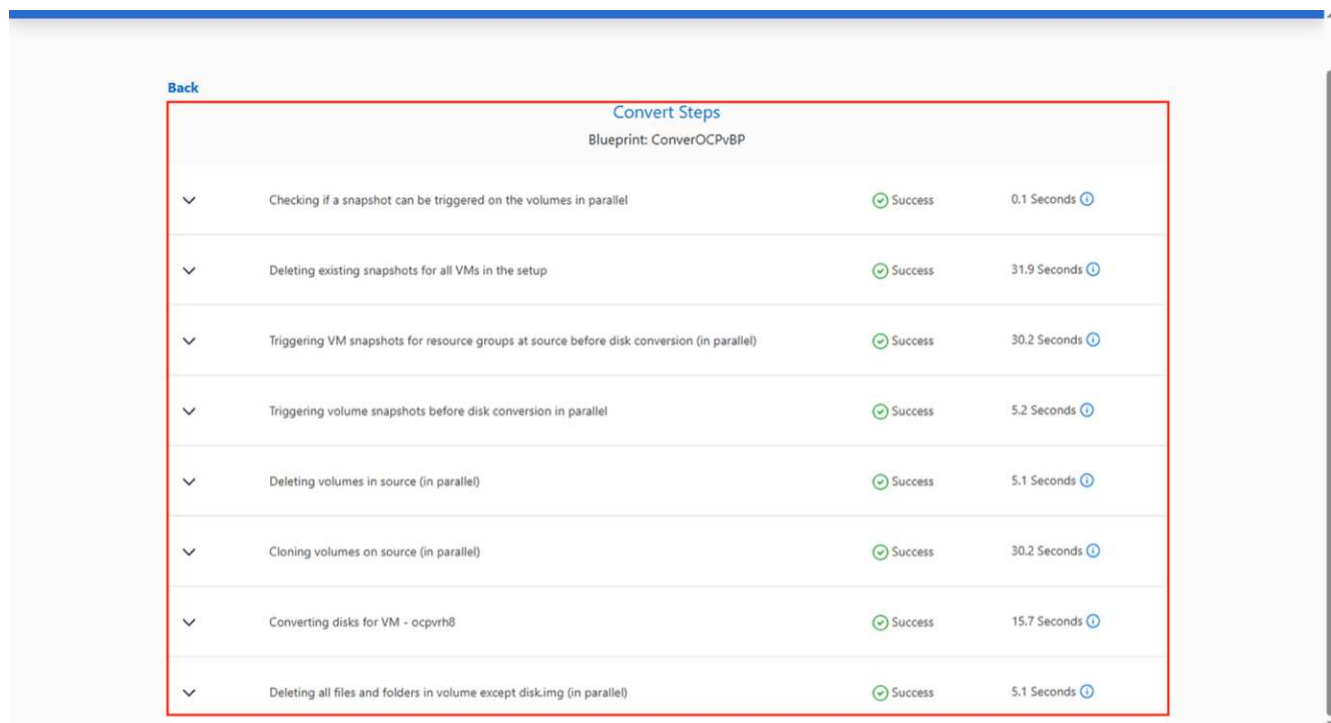 Back
Convert Steps
Blueprint: ConverOCPvBP
Checking if a snapshot can be triggered on the volumes in parallel Success 0.1 Seconds
Deleting existing snapshots for all VMs in the setup Success 31.9 Seconds
Triggering VM snapshots for resource groups at source before disk conversion (in parallel) Success 30.2 Seconds
Triggering volume snapshots before disk conversion in parallel Success 5.2 Seconds
Deleting volumes in source (in parallel) Success 5.1 Seconds
Cloning volumes on source (in parallel) Success 30.2 Seconds
Converting disks for VM - ocpvrh8 Success 15.7 Seconds
Deleting all files and folders in volume except disk.img (in parallel) Success 5.1 Seconds